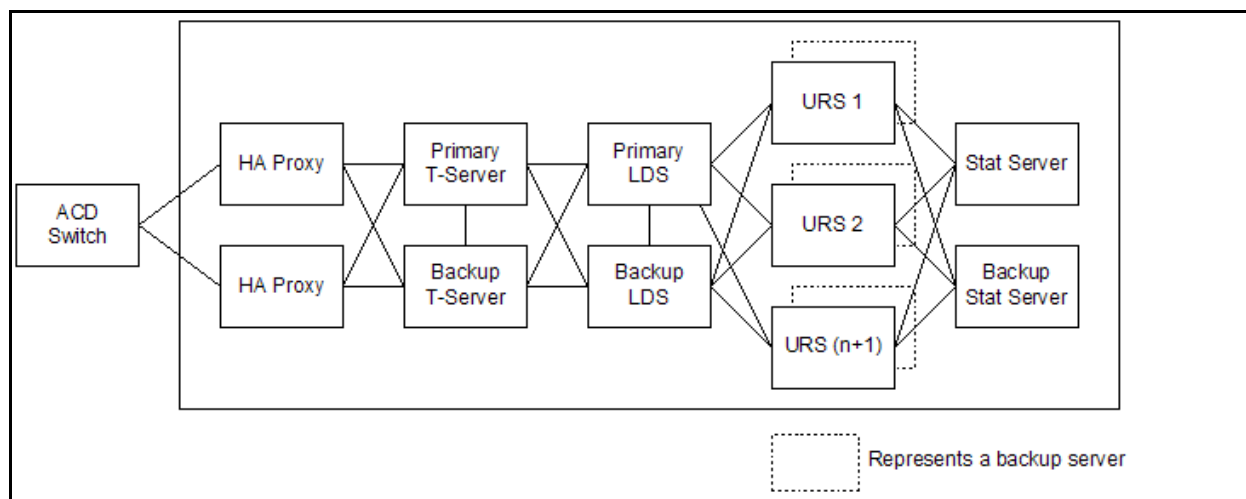 ACD
Switch
HA Proxy
HA Proxy
Primary
T-Server
Backup
T-Server
Primary
LDS
Backup
LDS
URS 1
URS 2
URS (n+1)
Stat Server
Backup
Stat Server
Represents a backup server